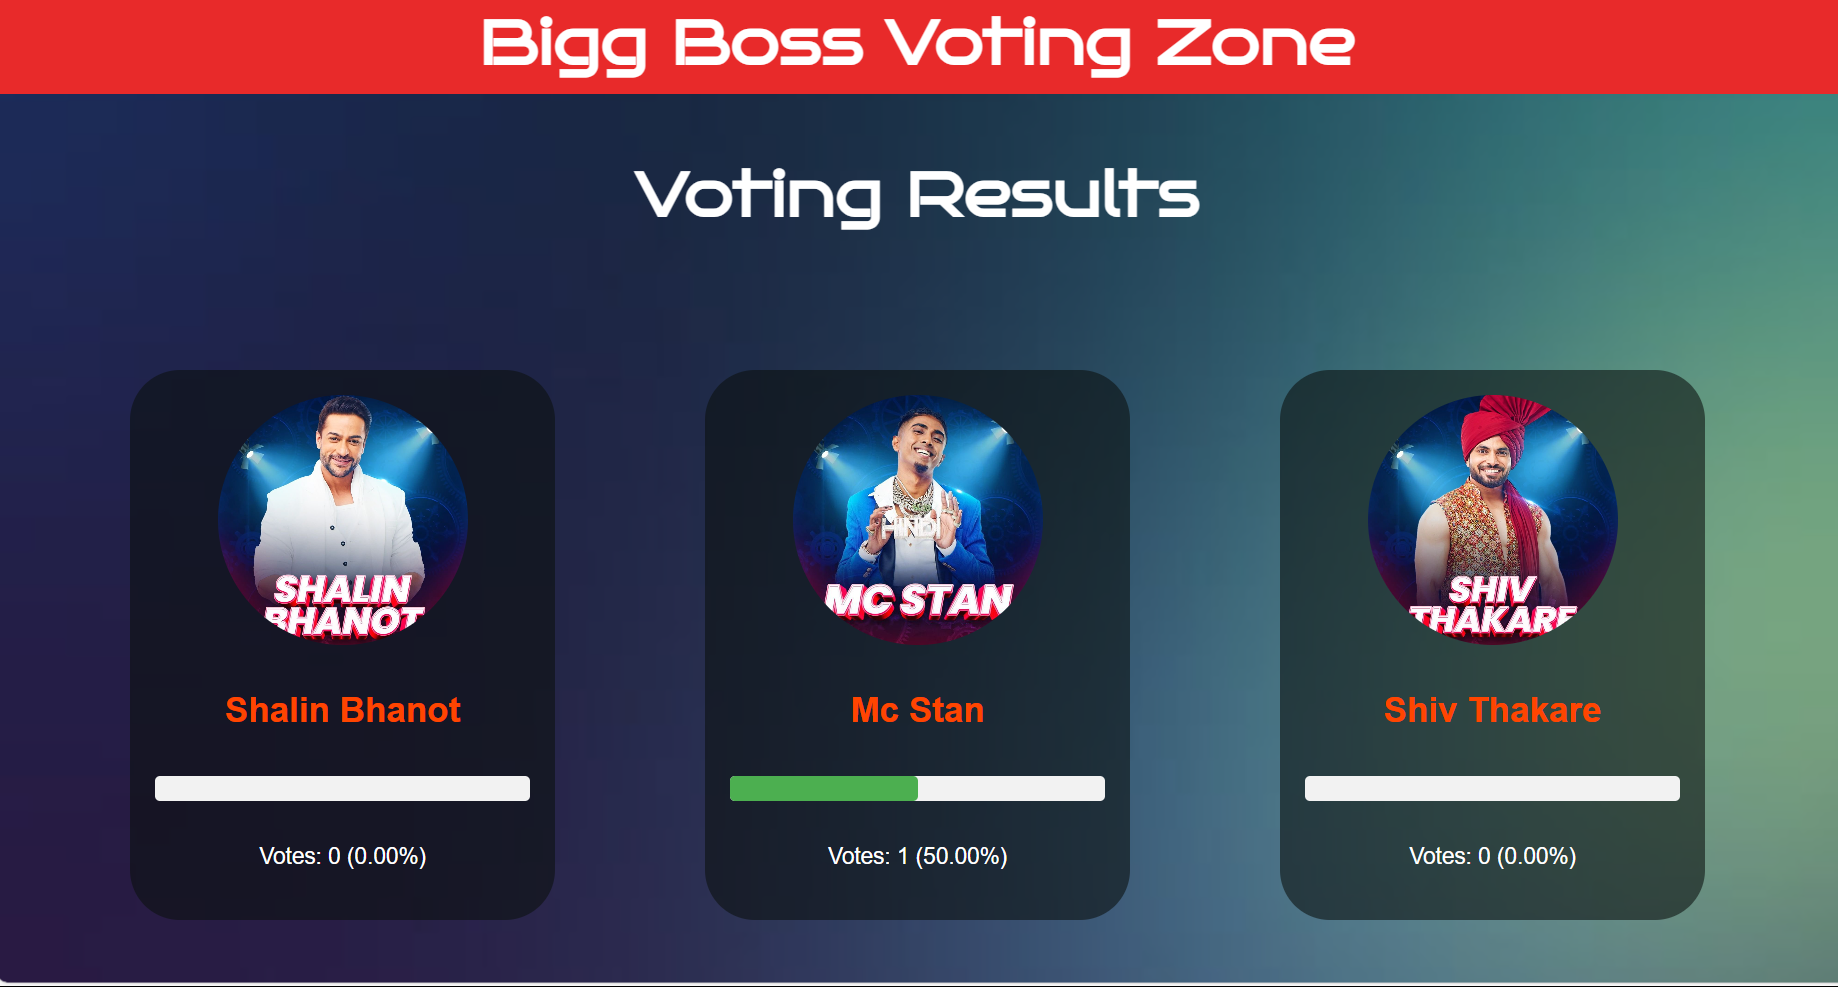 Bigg Boss Voting Zone
Voting Results
SHALIN
BHANOT
Shalin Bhanot
Votes: 0 (0.00%)
HINDI
MC STAN
Mc Stan
Votes: 1 (50.00%)
SHIV
THAKARE
Shiv Thakare
Votes: 0 (0.00%)